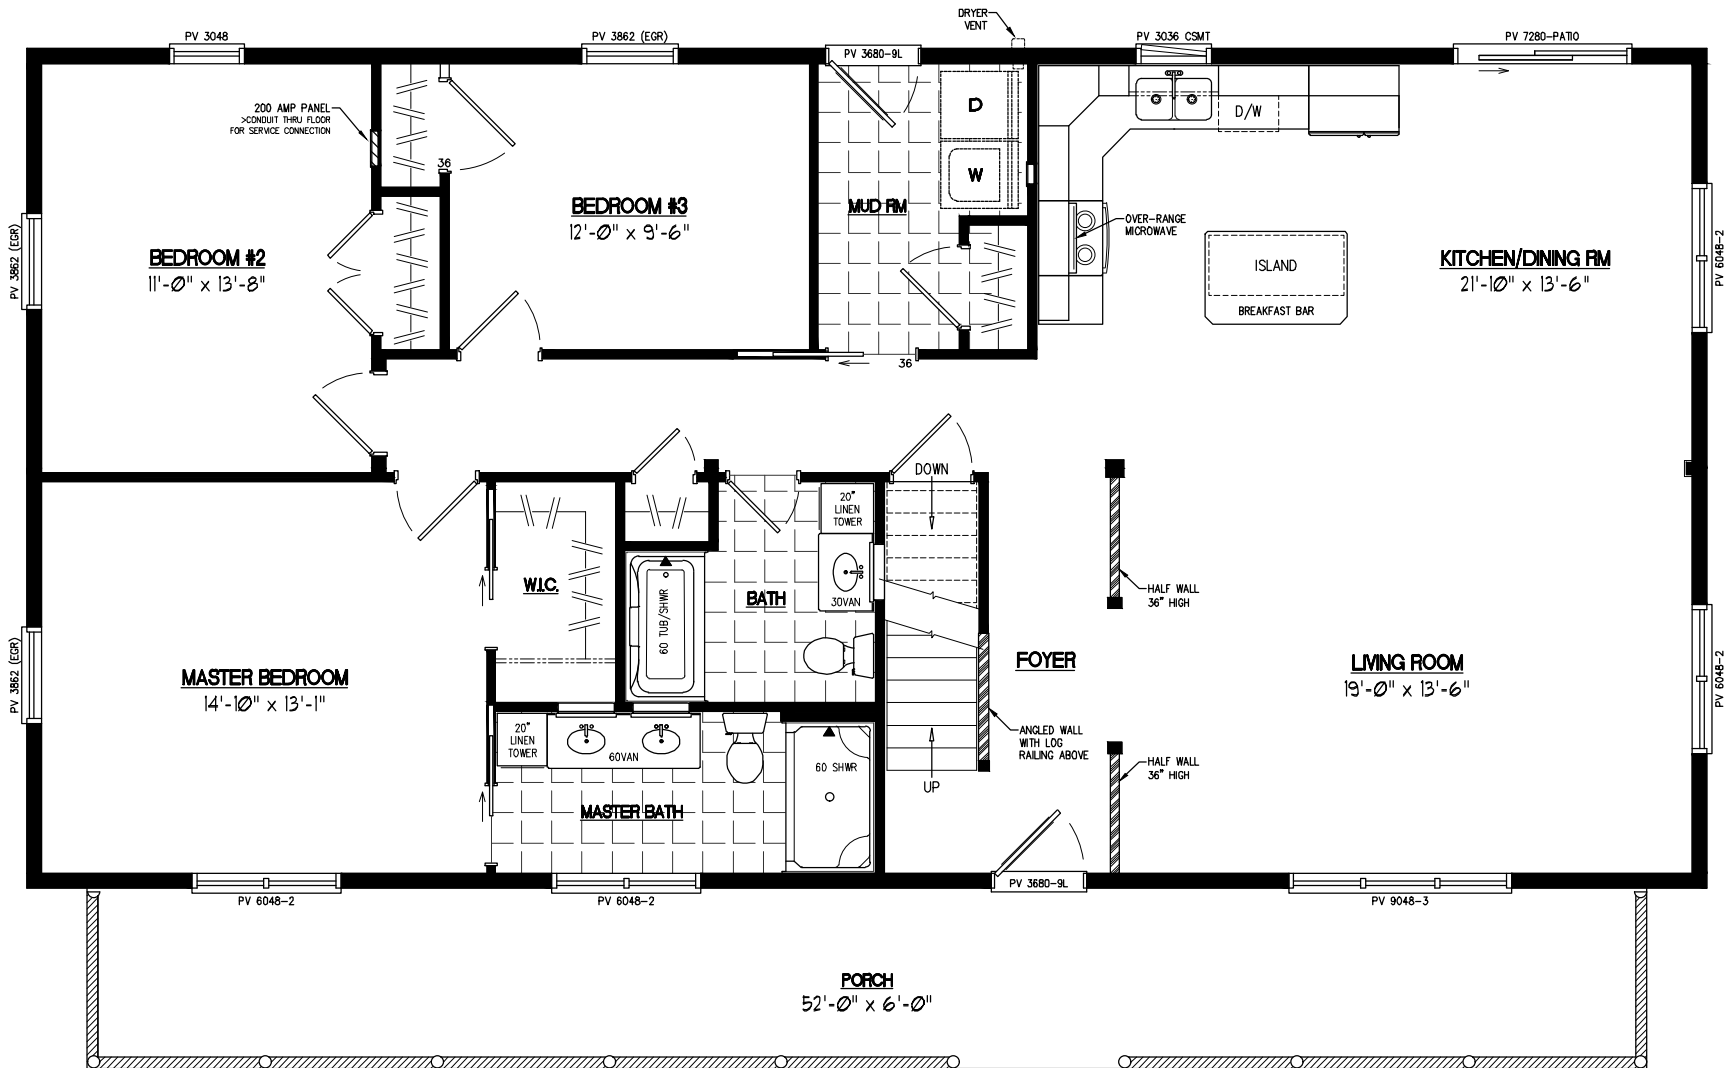 DRYER
VENT
PV 3048
PV 3862 (EGR)
PV 3680-9L
PV 3036 CSMT
PV 7280-PATIO
200 AMP PANEL
>CONDUIT THRU FLOOR
FOR SERVICE CONNECTION
36
D
W
D/W
MUD RM
BEDROOM #3
12'-0" x 9'-6"
OVER-RANGE
MICROWAVE
PV 3862 (EGR)
BEDROOM #2
11'-0" x 13'-8"
ISLAND
BREAKFAST BAR
KITCHEN/DINING RM
21'-10" x 13'-6"
PV 6048-2
36
DOWN
20"
LINEN
TOWER
W.I.C.
60 TUB/SHWR
BATH
30VAN
HALF WALL
36" HIGH
FOYER
LIVING ROOM
19'-0" x 13'-6"
PV 6048-2
PV 3862 (EGR)
MASTER BEDROOM
14'-10" x 13'-1"
20"
LINEN
TOWER
60VAN
60 SHWR
ANGLED WALL
WITH LOG
RAILING ABOVE
HALF WALL
36" HIGH
UP
MASTER BATH
PV 3680-9L
PV 6048-2
PV 6048-2
PV 9048-3
PORCH
52'-0" x 6'-0"